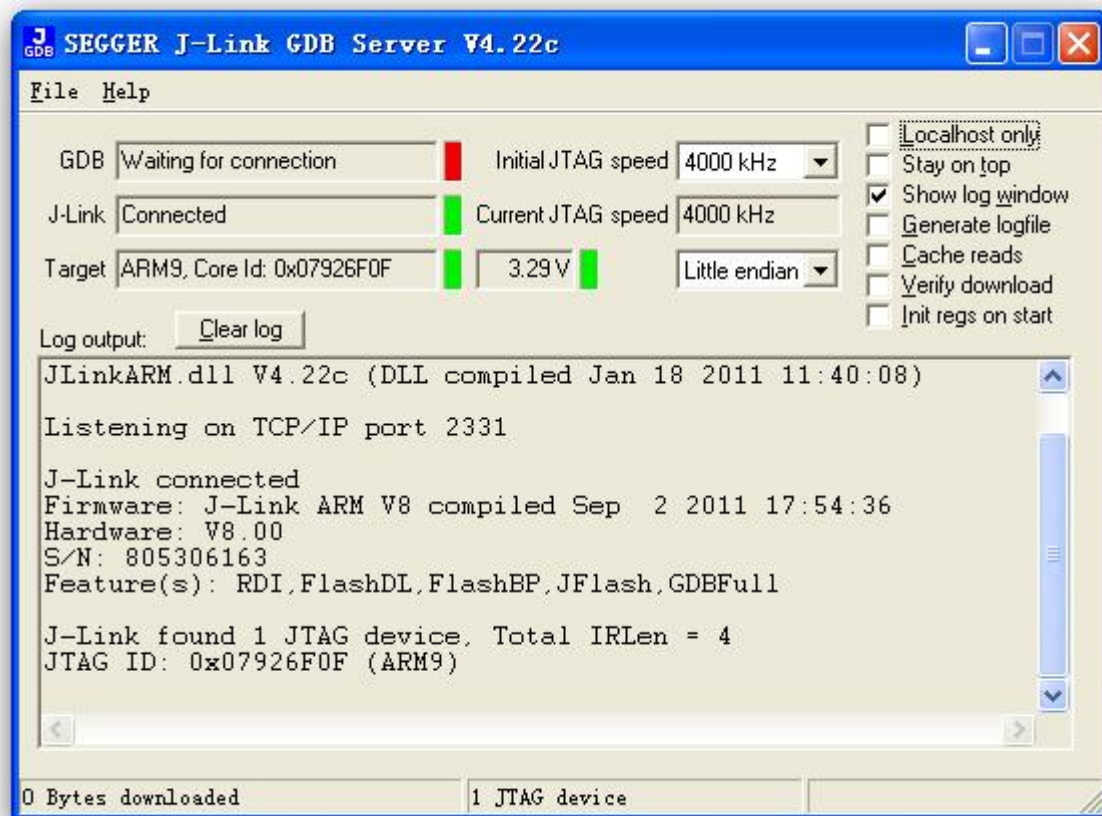 J
GDB
SEGGER J-Link GDB Server V4.22c
File Help
GDB Waiting for connection
Initial JTAG speed 4000 kHz
J-Link Connected
Current JTAG speed 4000 kHz
Target ARM9, Core Id: 0x07926F0F
3.29 V
Little endian
Localhost only
Stay on top
Show log window
Generate logfile
Cache reads
Verify download
Init regs on start
Log output: Clear log
JLinkARM.dll V4.22c (DLL compiled Jan 18 2011 11:40:08)
Listening on TCP/IP port 2331
J-Link connected
Firmware: J-Link ARM V8 compiled Sep  2 2011 17:54:36
Hardware: V8.00
S/N: 805306163
Feature(s): RDI,FlashDL,FlashBP,JFlash,GDBFull
J-Link found 1 JTAG device, Total IRLen = 4
JTAG ID: 0x07926F0F (ARM9)
0 Bytes downloaded
1 JTAG device